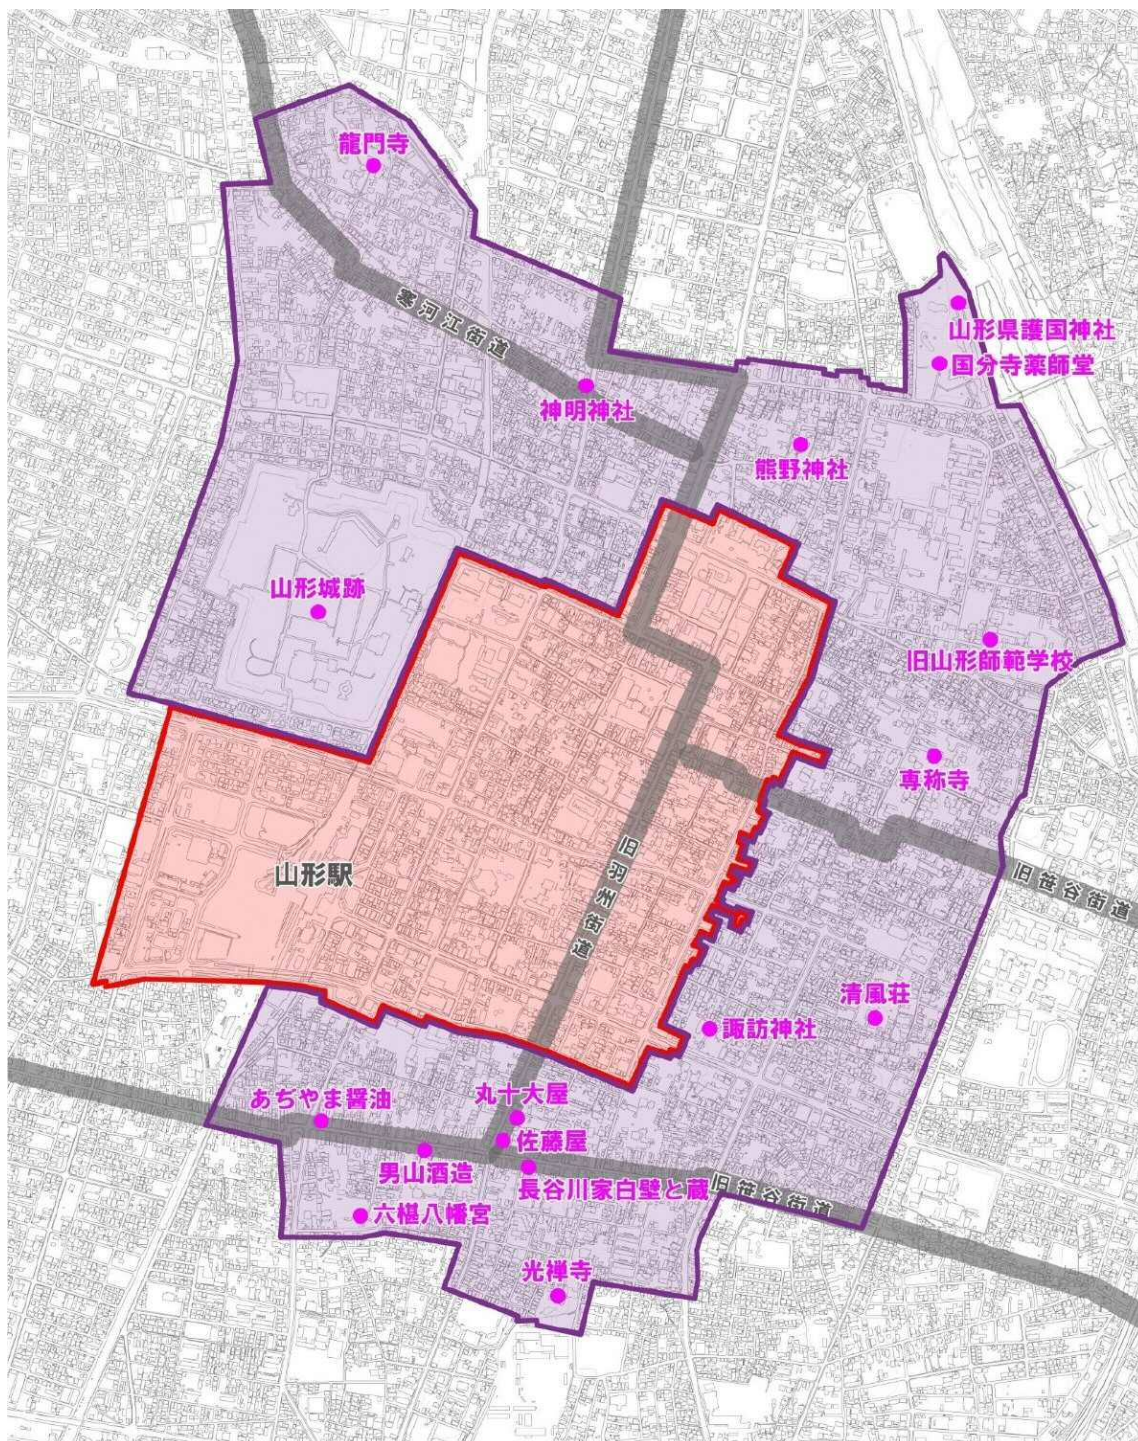 龍門寺
山形県護国神社
国分寺薬師堂
寒河江街道
神明神社
熊野神社
山形城跡
旧山形師範学校
専称寺
山形駅
旧羽州街道
旧笹谷街道
清風荘
諏訪神社
あぢやま醤油
丸十大屋
佐藤屋
男山酒造
長谷川家白壁と蔵
旧笹谷街道
六椹八幡宮
光禅寺